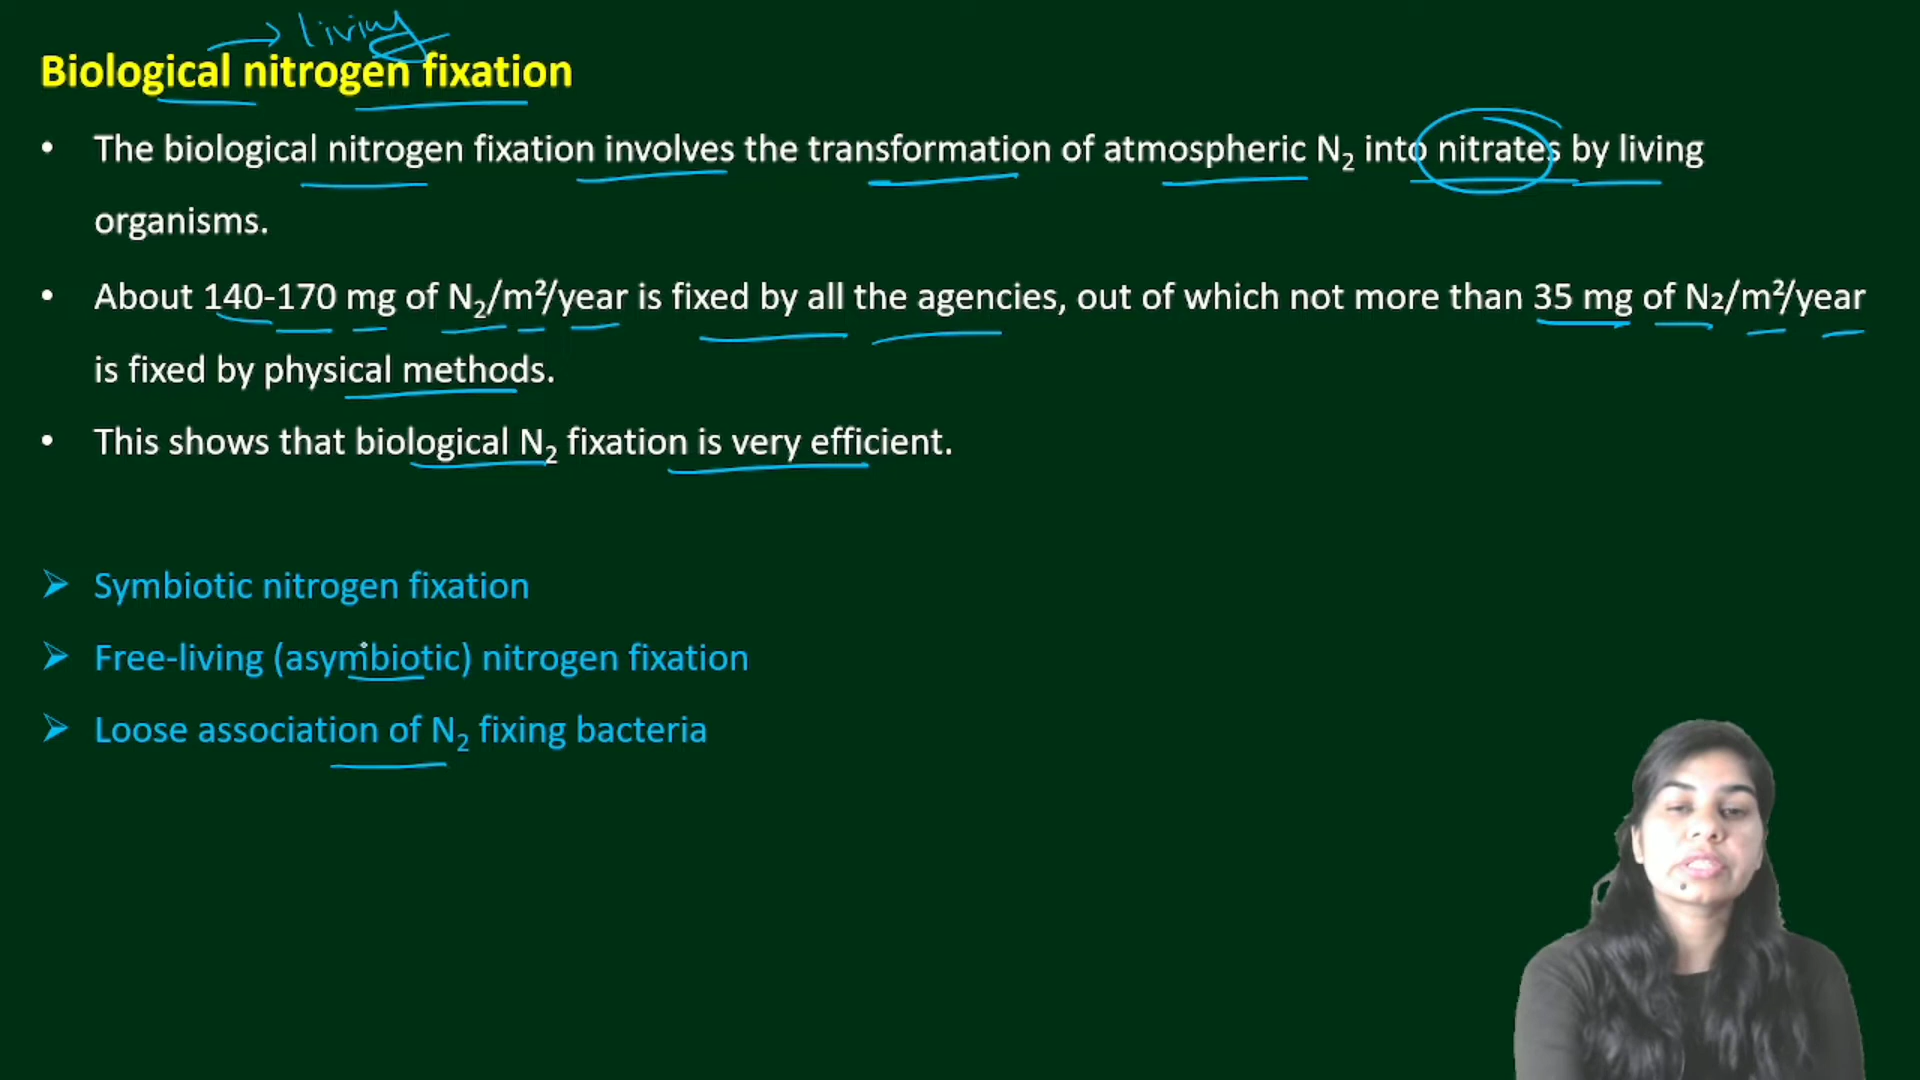 living
Biological nitrogen fixation
• The biological nitrogen fixation involves the transformation of atmospheric N₂ into nitrates by living
organisms.
• About 140-170 mg of N₂/m²/year is fixed by all the agencies, out of which not more than 35 mg of N₂/m²/year
is fixed by physical methods.
• This shows that biological N₂ fixation is very efficient.
➢ Symbiotic nitrogen fixation
➢ Free-living (asymbiotic) nitrogen fixation
➢ Loose association of N₂ fixing bacteria